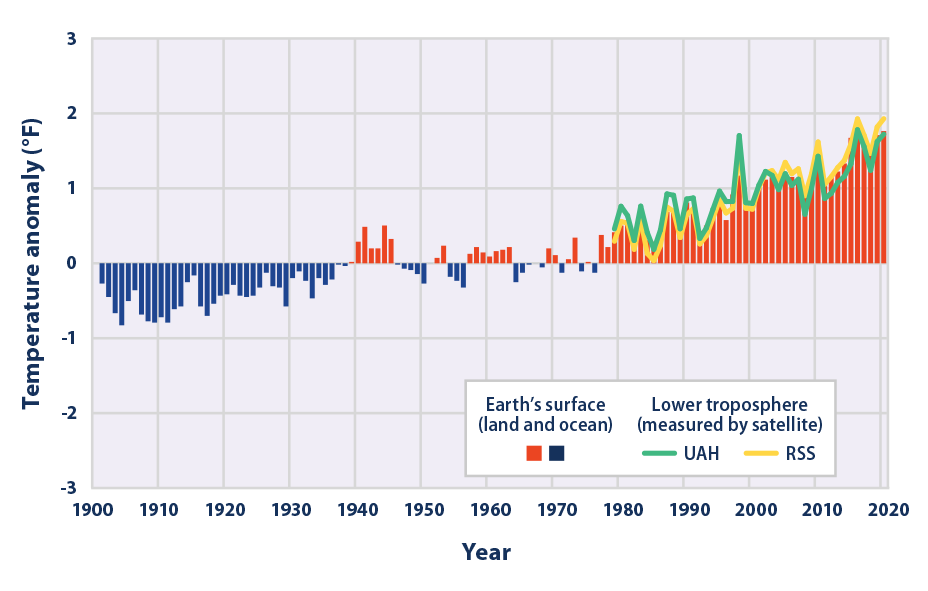 3
2
1
0
-1
-2
-3
Temperature anomaly (°F)
Earth's surface
(land and ocean)
Lower troposphere
(measured by satellite)
UAH RSS
1900 1910 1920 1930 1940 1950 1960 1970 1980 1990 2000 2010 2020
Year